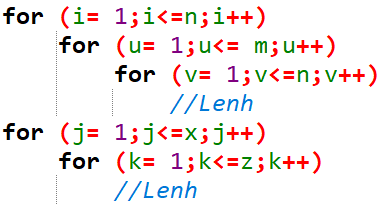 for (i= 1;i<=n;i++)
for (u= 1;u<= m;u++)
for (v= 1;v<=n;v++)
//Lenh
for (j= 1;j<=x;j++)
for (k= 1;k<=z;k++)
//Lenh